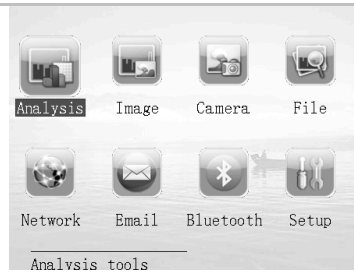 Analysis Image Camera File
Network Email Bluetooth Setup
Analysis tools